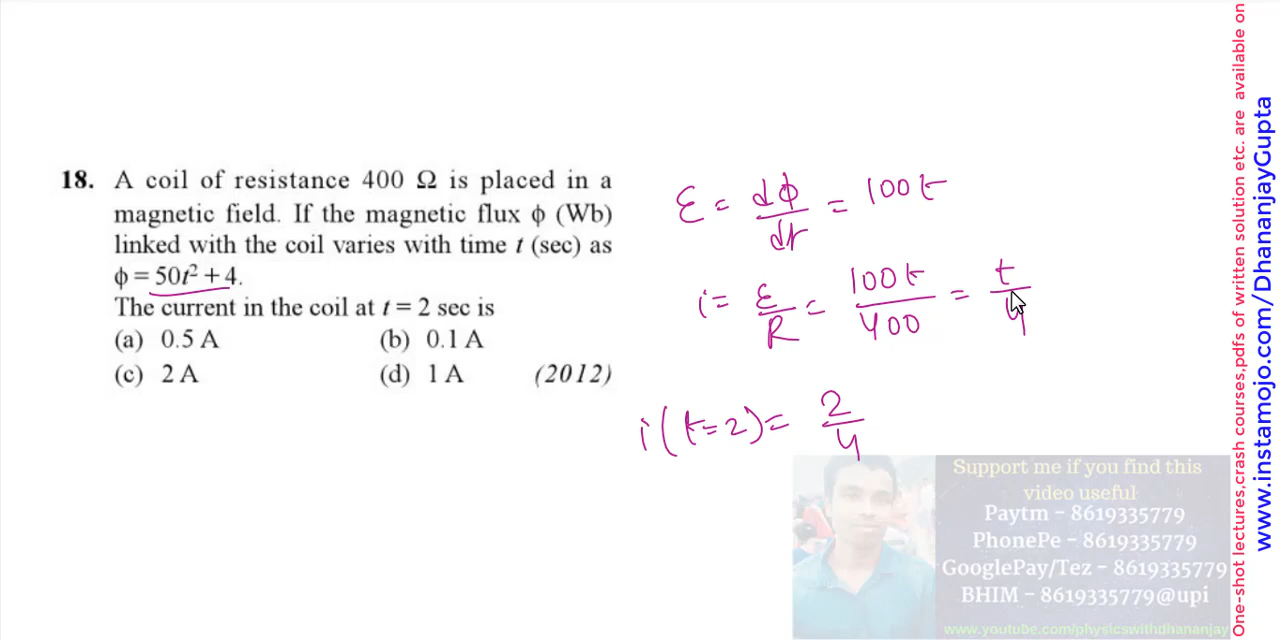 18. A coil of resistance 400 Ω is placed in a
magnetic field. If the magnetic flux ϕ (Wb)
linked with the coil varies with time t (sec) as
ϕ = 50t² + 4.
The current in the coil at t = 2 sec is
(a) 0.5 A (b) 0.1 A
(c) 2 A (d) 1 A (2012)
ε = dϕ/dt = 100t
i = ε/R = 100t/400 = t/4
i(t=2) = 2/4
Support me if you find this
video useful
Paytm - 8619335779
PhonePe - 8619335779
GooglePay/Tez - 8619335779
BHIM - 8619335779@upi
www.youtube.com/physicswithdhananjay
One-shot lectures,crash courses,pdfs of written solution etc. are available on
www.instamojo.com/DhananjayGupta